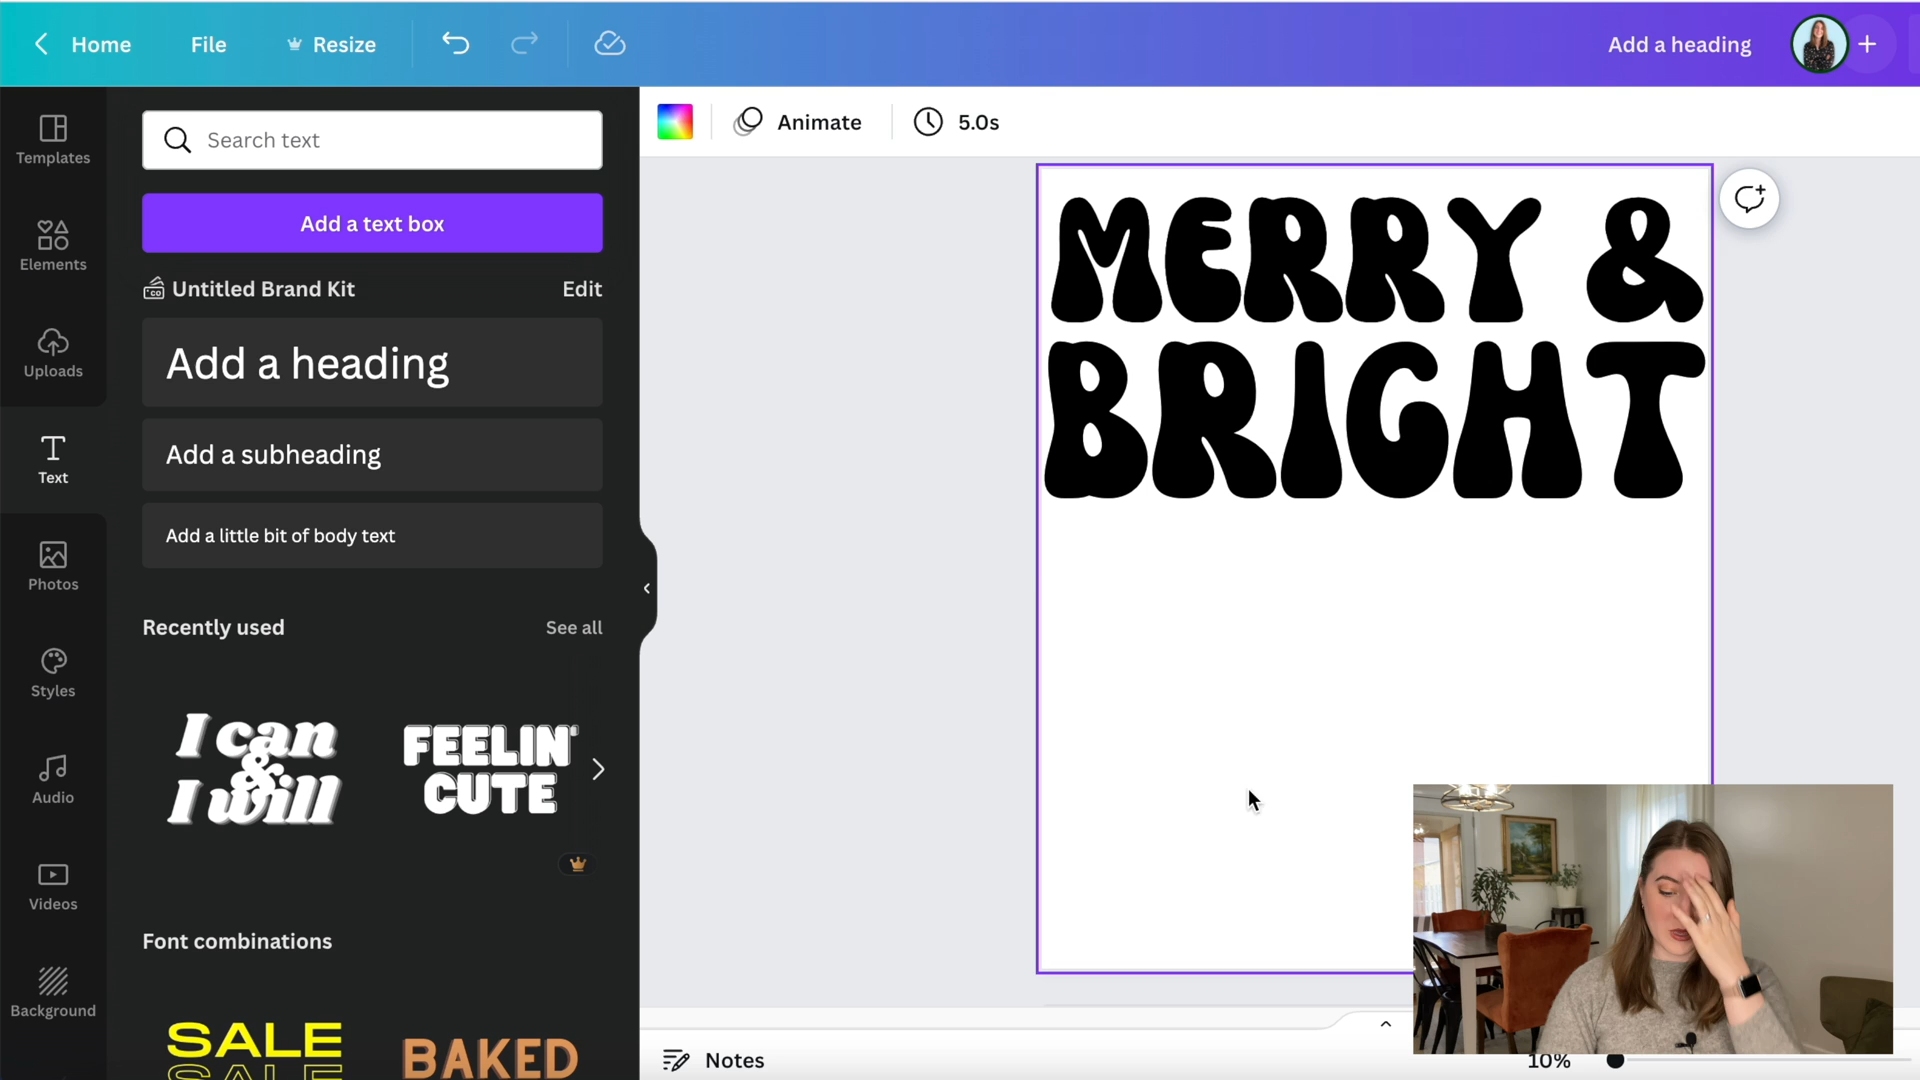 Home
File
Resize
Add a heading
Templates
Elements
Uploads
Text
Photos
Styles
Audio
Videos
Background
Search text
Add a text box
CO
Untitled Brand Kit
Edit
Add a heading
Add a subheading
Add a little bit of body text
Recently used
See all
I can
&
I will
FEELIN'
CUTE
Font combinations
SALE
SALE
BAKED
Animate
5.0s
MERRY &
BRIGHT
Notes
10%